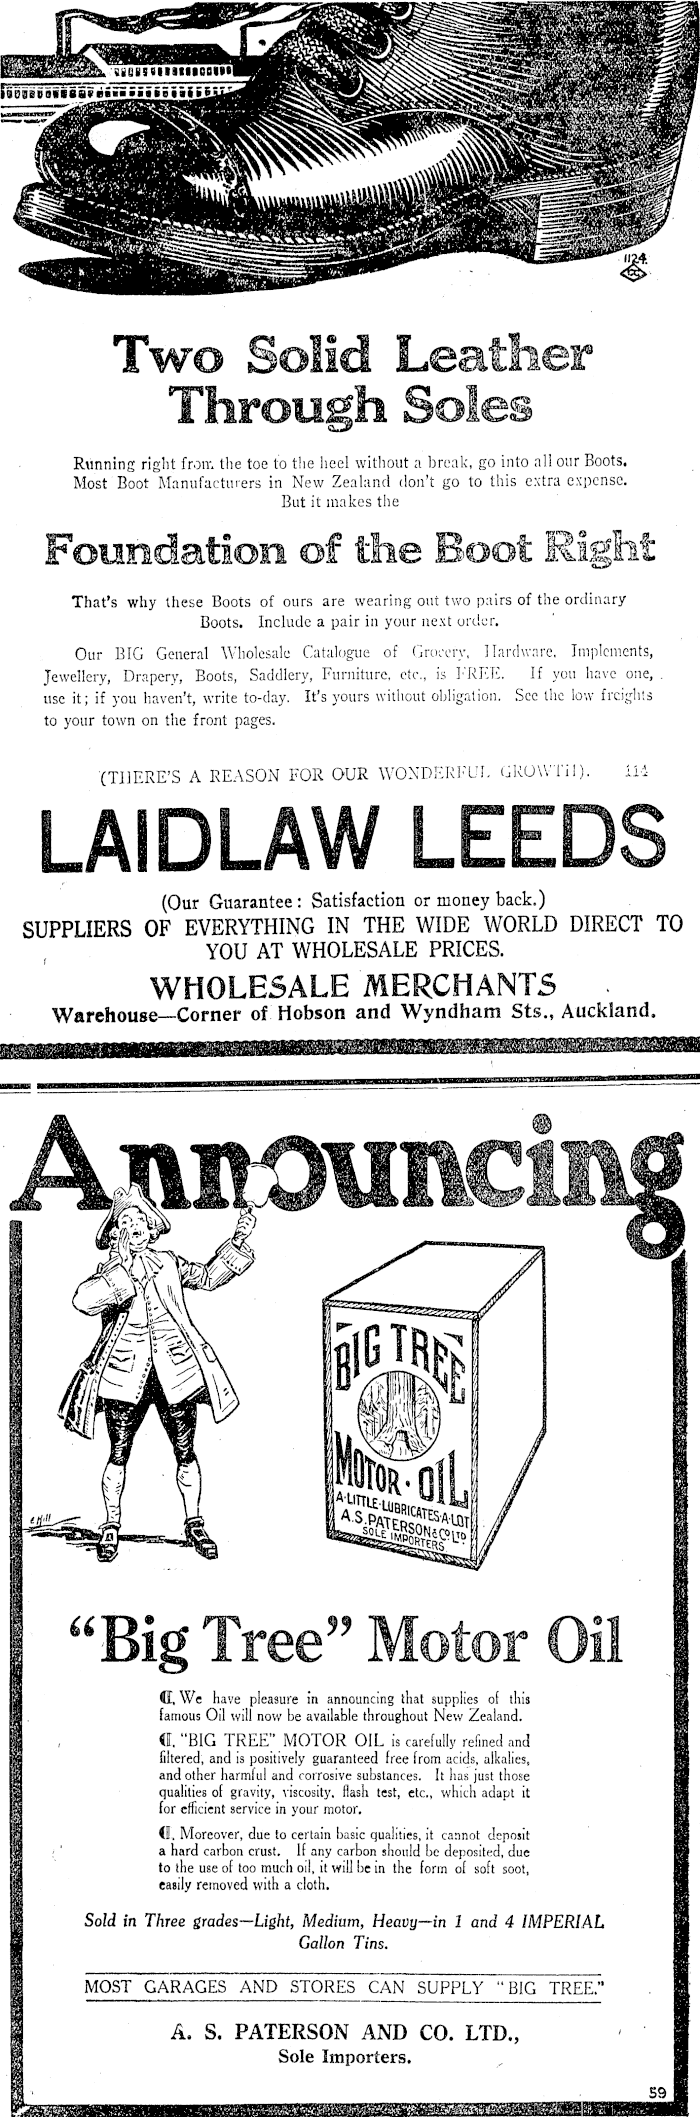 1124.
CC
Two Solid Leather
Through Soles
Running right from the toe to the heel without a break, go into all our Boots.
Most Boot Manufacturers in New Zealand don't go to this extra expense.
But it makes the
Foundation of the Boot Right
That's why these Boots of ours are wearing out two pairs of the ordinary
Boots. Include a pair in your next order.
Our BIG General Wholesale Catalogue of Grocery, Hardware, Implements,
Jewellery, Drapery, Boots, Saddlery, Furniture, etc., is FREE. If you have one,
use it; if you haven't, write to-day. It's yours without obligation. See the low freights
to your town on the front pages.
(THERE'S A REASON FOR OUR WONDERFUL GROWTH). 114
LAIDLAW LEEDS
(Our Guarantee: Satisfaction or money back.)
SUPPLIERS OF EVERYTHING IN THE WIDE WORLD DIRECT TO
YOU AT WHOLESALE PRICES.
WHOLESALE MERCHANTS
Warehouse—Corner of Hobson and Wyndham Sts., Auckland.
Announcing
BIG TREE
MOTOR·OIL
A·LITTLE·LUBRICATES·A·LOT
A.S.PATERSON & CO LTD.
SOLE IMPORTERS
E. Hill
"Big Tree" Motor Oil
¶ We have pleasure in announcing that supplies of this
famous Oil will now be available throughout New Zealand.
¶ "BIG TREE" MOTOR OIL is carefully refined and
filtered, and is positively guaranteed free from acids, alkalies,
and other harmful and corrosive substances. It has just those
qualities of gravity, viscosity, flash test, etc., which adapt it
for efficient service in your motor.
¶ Moreover, due to certain basic qualities, it cannot deposit
a hard carbon crust. If any carbon should be deposited, due
to the use of too much oil, it will be in the form of soft soot,
easily removed with a cloth.
Sold in Three grades—Light, Medium, Heavy—in 1 and 4 IMPERIAL
Gallon Tins.
MOST GARAGES AND STORES CAN SUPPLY "BIG TREE."
A. S. PATERSON AND CO. LTD.,
Sole Importers.
59